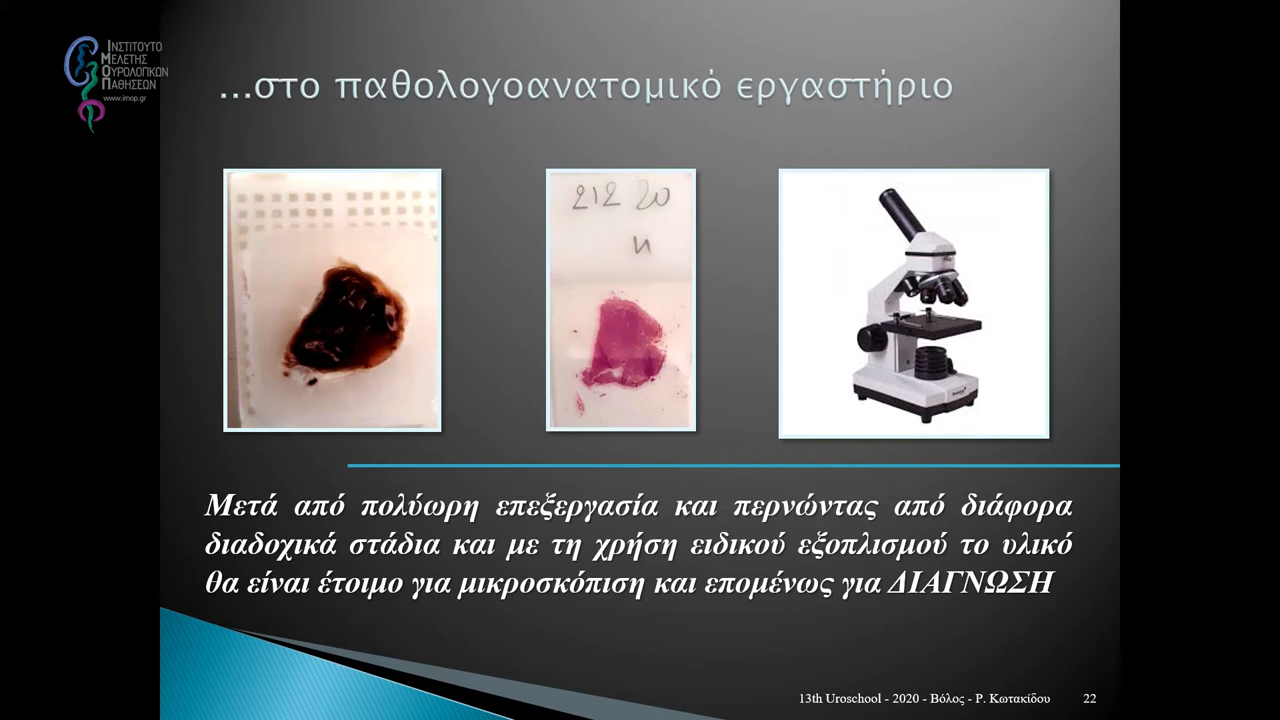 ΙΝΣΤΙΤΟΥΤΟ
ΜΕΛΕΤΗΣ
ΟΥΡΟΛΟΓΙΚΩΝ
ΠΑΘΗΣΕΩΝ
www.imop.gr
...στο παθολογοανατομικό εργαστήριο
212 20
Μετά από πολύωρη επεξεργασία και περνώντας από διάφορα
διαδοχικά στάδια και με τη χρήση ειδικού εξοπλισμού το υλικό
θα είναι έτοιμο για μικροσκόπιση και επομένως για ΔΙΑΓΝΩΣΗ
13th Uroschool - 2020 - Βόλος - Ρ. Κωτακίδου 22